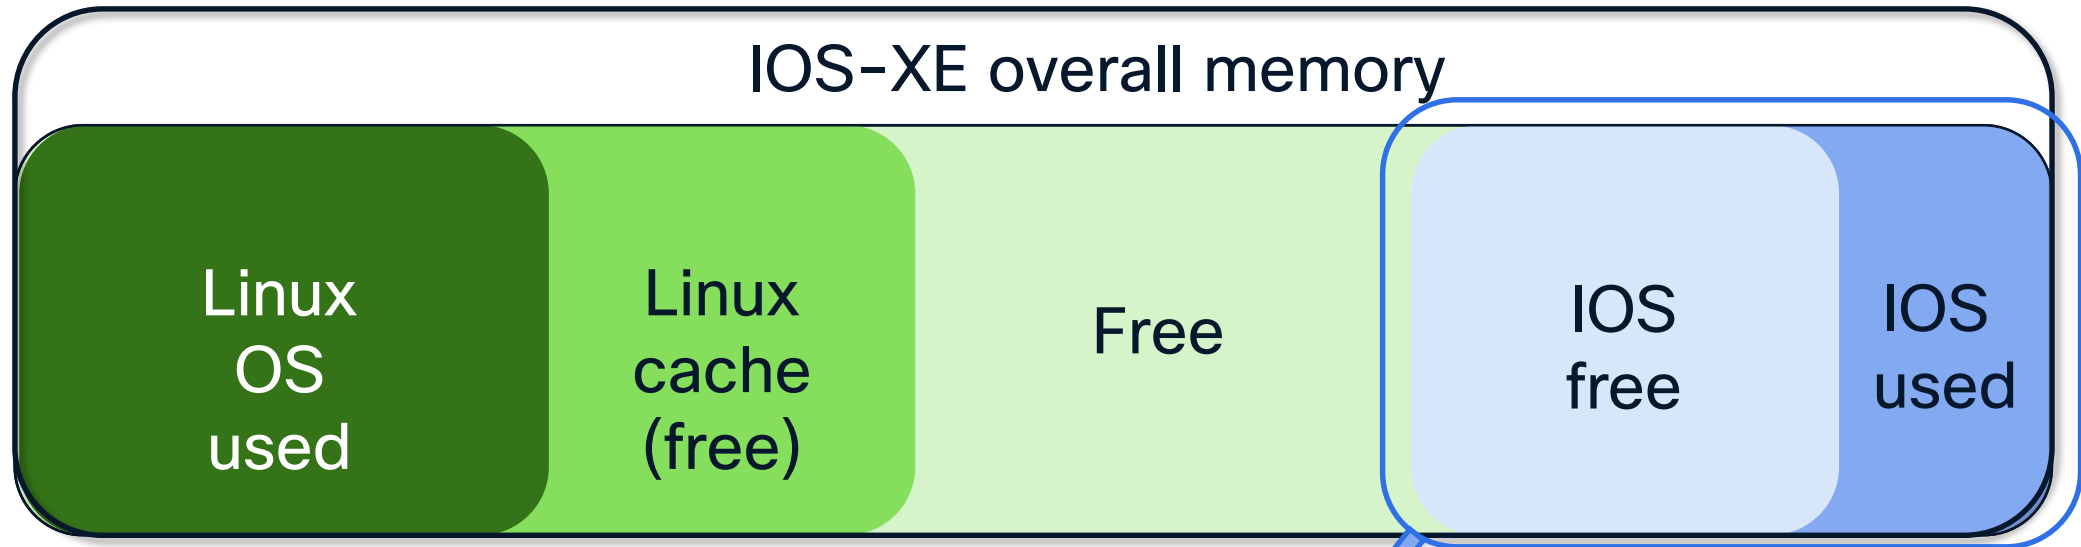 IOS-XE overall memory
Linux
OS
used
Linux
cache
(free)
Free
IOS
free
IOS
used